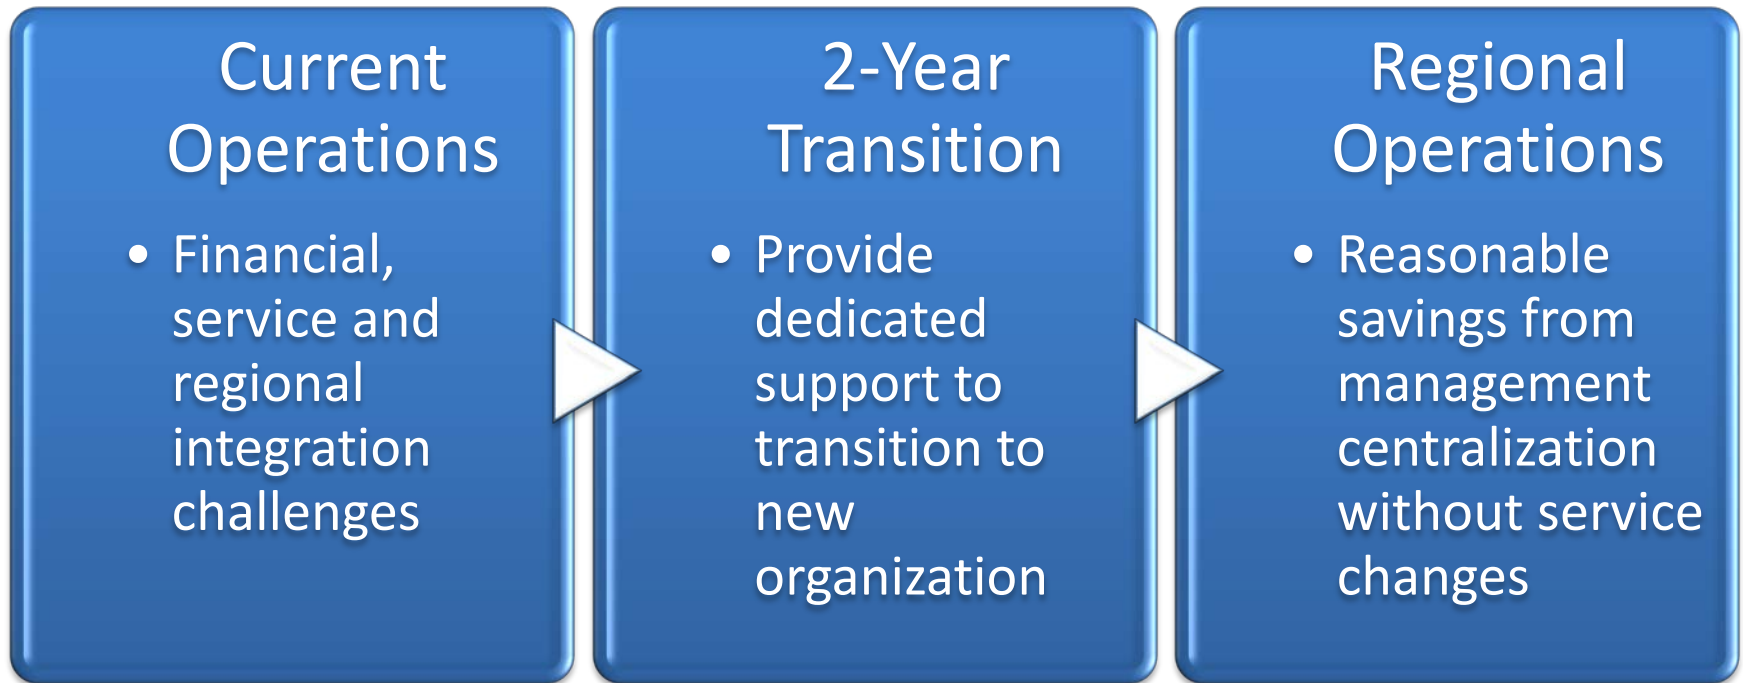 Current
Operations
• Financial,
service and
regional
integration
challenges
2-Year
Transition
• Provide
dedicated
support to
transition to
new
organization
Regional
Operations
• Reasonable
savings from
management
centralization
without service
changes